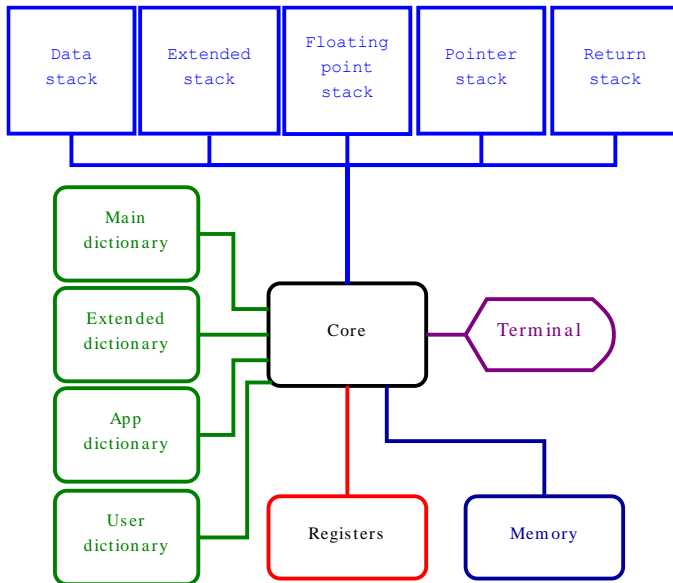 Data
stack
Extended
stack
Floating
point
stack
Pointer
stack
Return
stack
Main
dictionary
Extended
dictionary
App
dictionary
User
dictionary
Core
Terminal
Registers
Memory